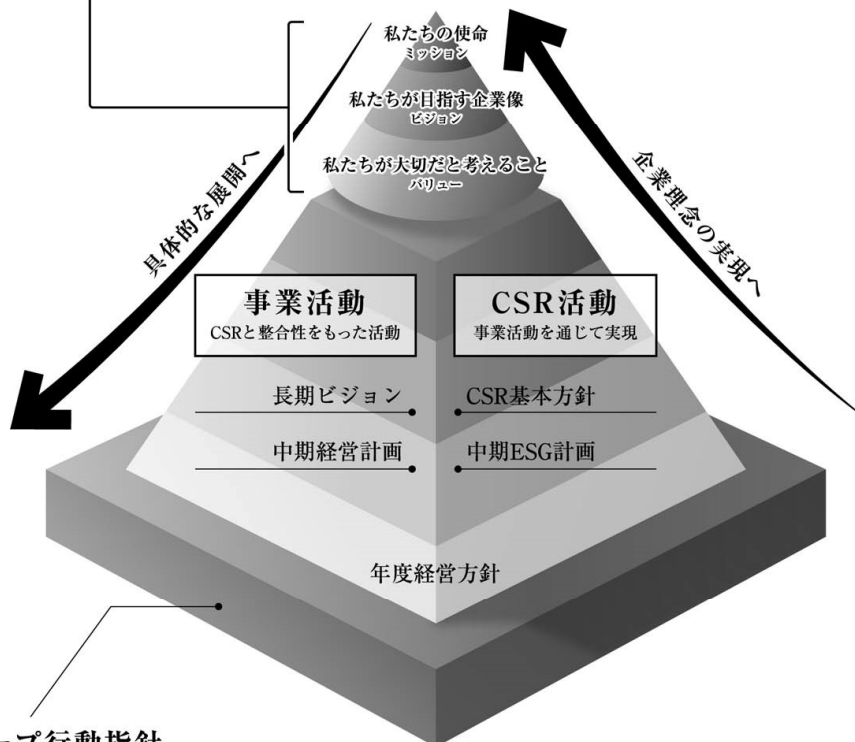 私たちの使命
ミッション
私たちが目指す企業像
ビジョン
私たちが大切だと考えること
バリュー
具体的な展開へ
企業理念の実現へ
事業活動
CSRと整合性をもった活動
CSR活動
事業活動を通じて実現
長期ビジョン
CSR基本方針
中期経営計画
中期ESG計画
年度経営方針
プ行動指針